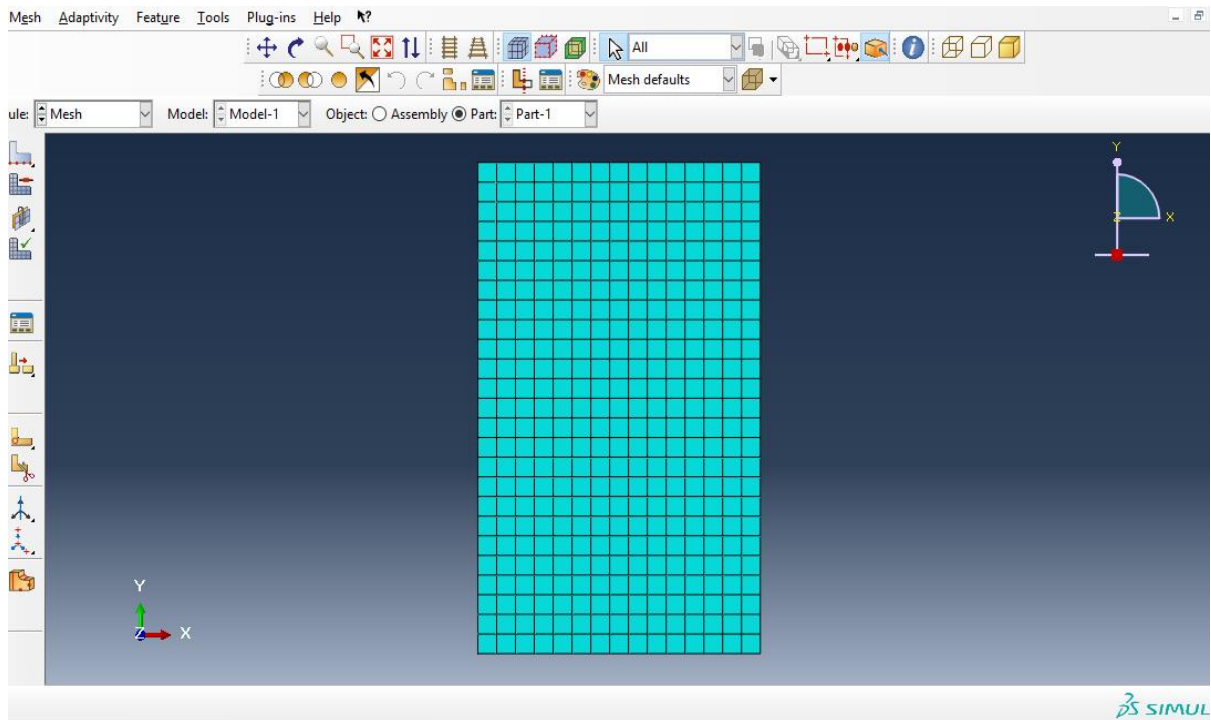 Mesh Adaptivity Feature Tools Plug-ins Help
All
Mesh defaults
ule: Mesh Model: Model-1 Object: Assembly Part: Part-1
Y
Z X
Y
Z X
SIMUL